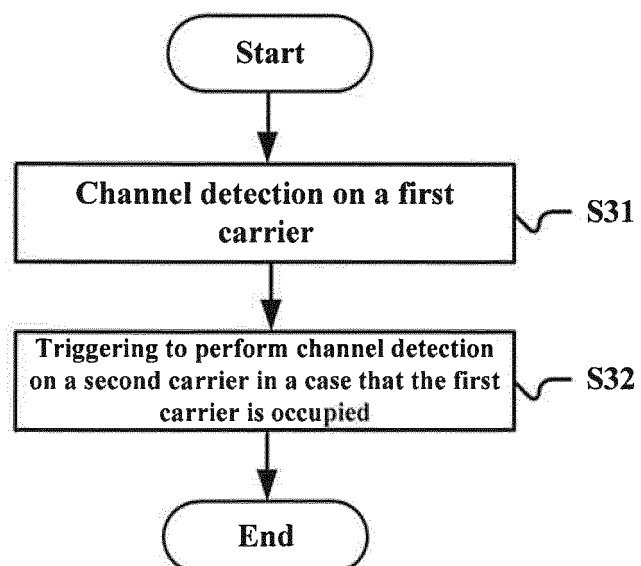 Start
Channel detection on a first
carrier
S31
Triggering to perform channel detection
on a second carrier in a case that the first
carrier is occupied
S32
End